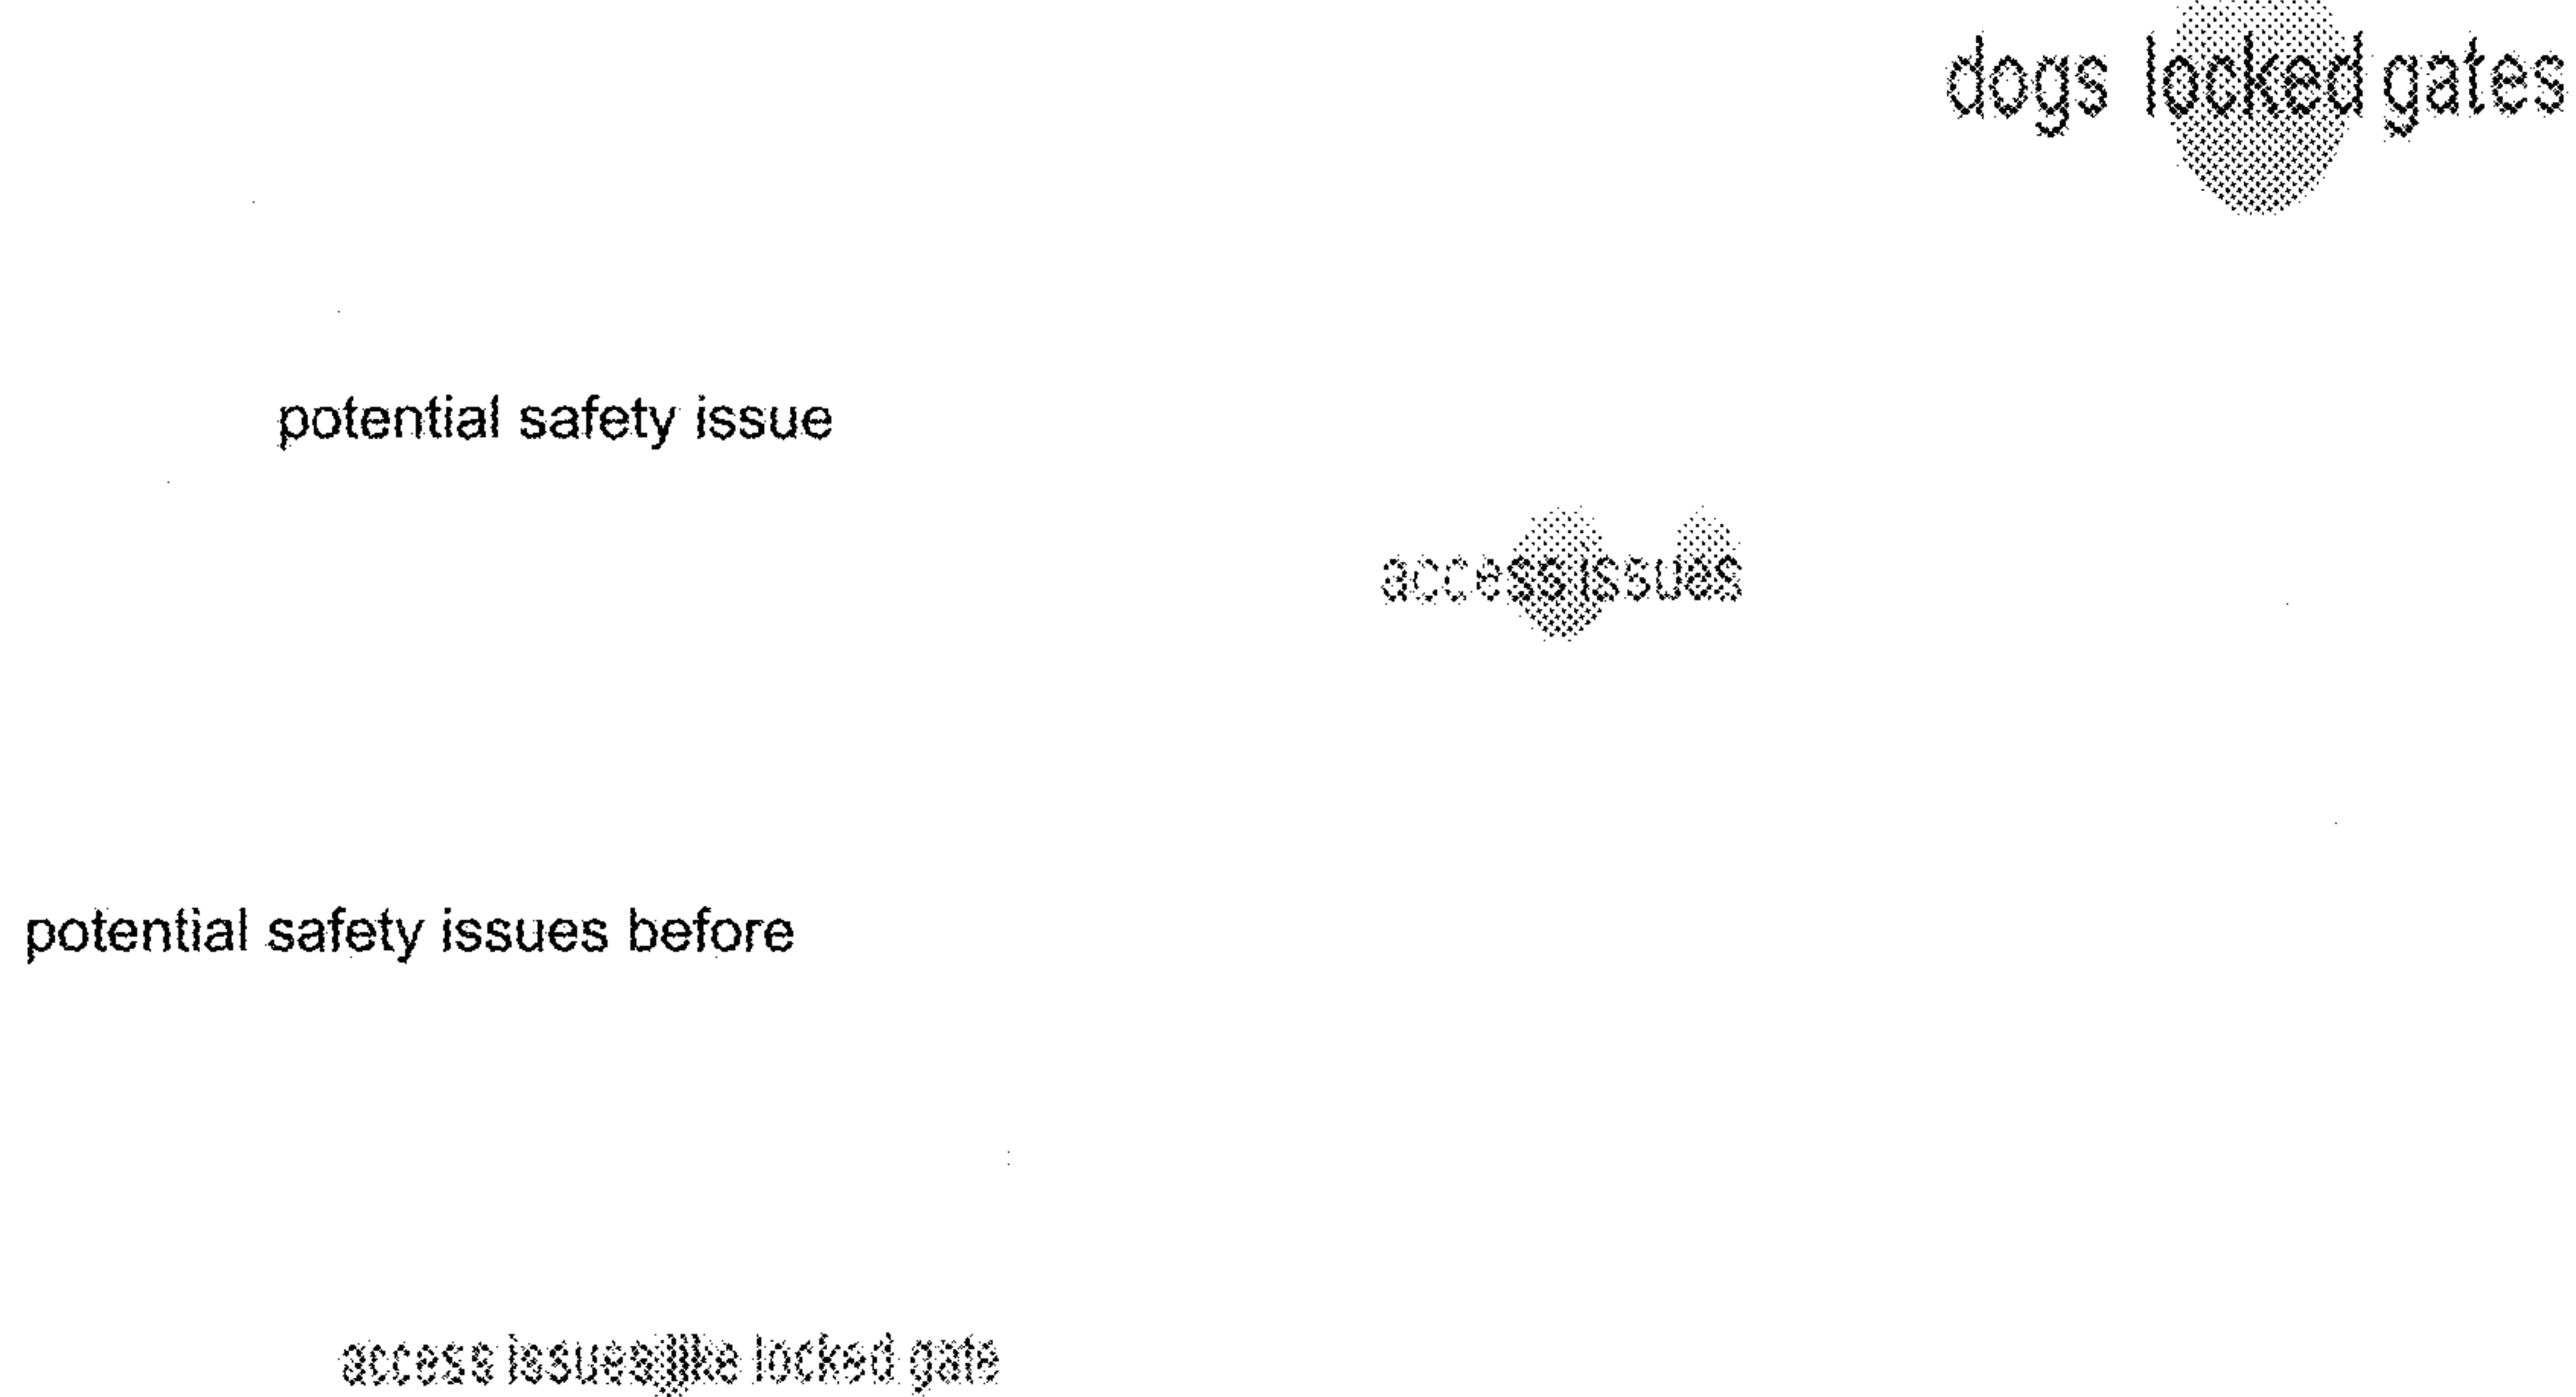 dogs locked gates
potential safety issue
access issues
potential safety issues before
access issues like locked gate